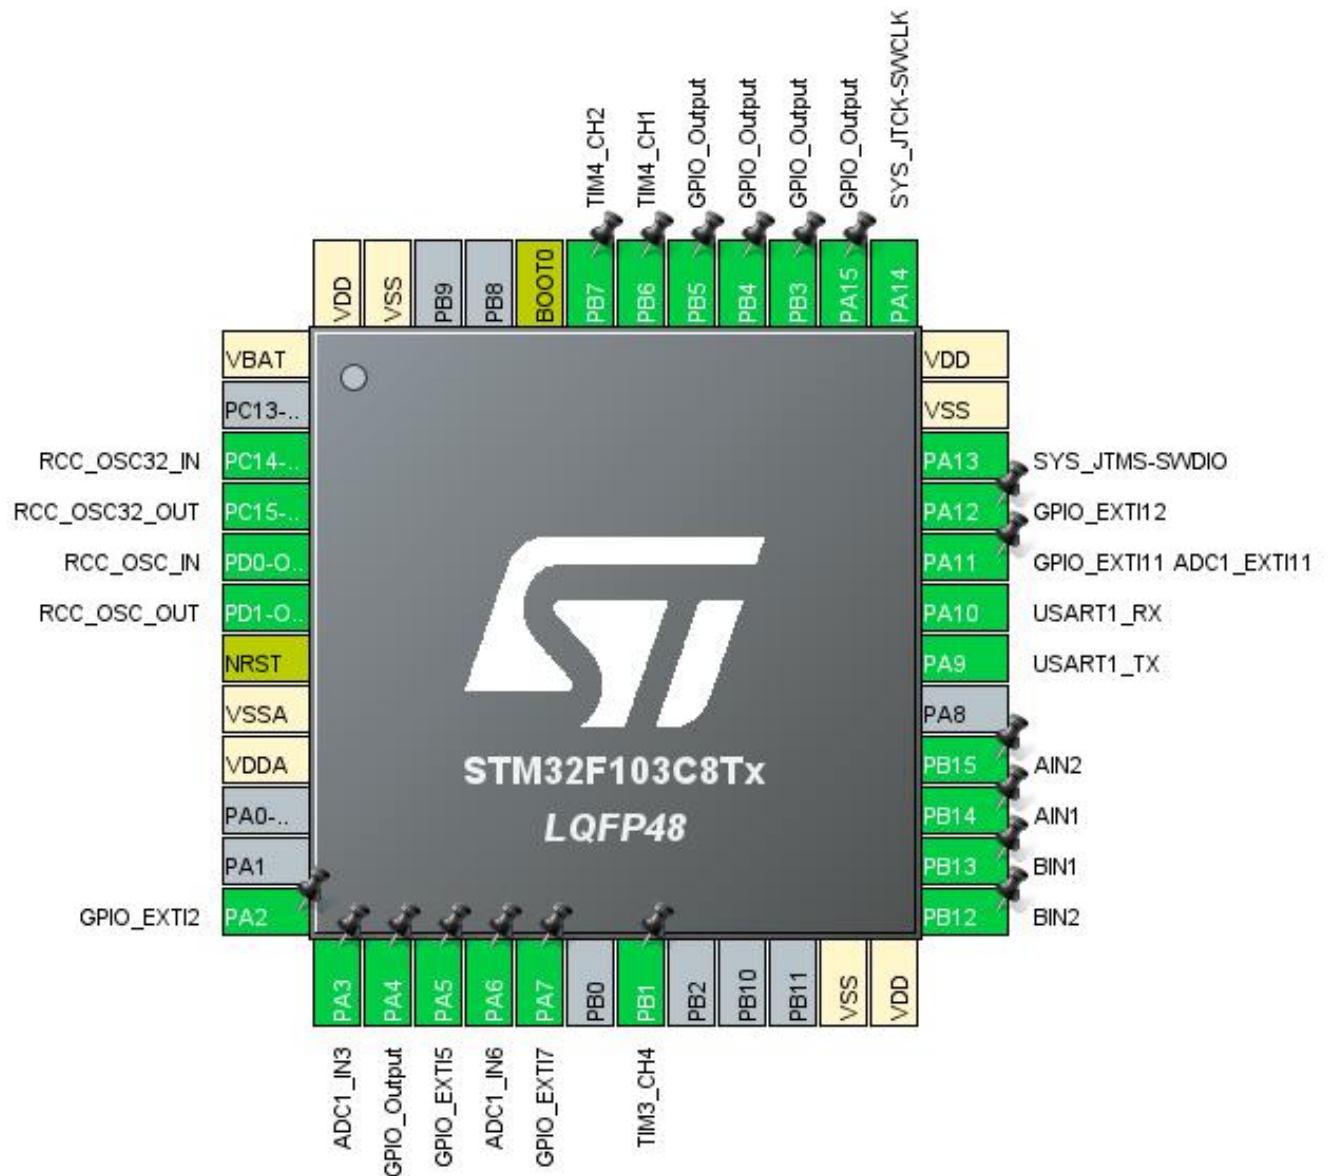 TIM4_CH2
TIM4_CH1
GPIO_Output
GPIO_Output
GPIO_Output
GPIO_Output
SYS_JTCK-SWCLK
VDD
VSS
PB9
PB8
BOOT0
PB7
PB6
PB5
PB4
PB3
PA15
PA14
VBAT
PC13-..
RCC_OSC32_IN PC14-..
RCC_OSC32_OUT PC15-..
RCC_OSC_IN PD0-O..
RCC_OSC_OUT PD1-O..
NRST
VSSA
VDDA
PA0-..
PA1
GPIO_EXTI2 PA2
VDD
VSS
PA13 SYS_JTMS-SWDIO
PA12 GPIO_EXTI12
PA11 GPIO_EXTI11 ADC1_EXTI11
PA10 USART1_RX
PA9 USART1_TX
PA8
PB15 AIN2
PB14 AIN1
PB13 BIN1
PB12 BIN2
ST
STM32F103C8Tx
LQFP48
PA3
PA4
PA5
PA6
PA7
PB0
PB1
PB2
PB10
PB11
VSS
VDD
ADC1_IN3
GPIO_Output
GPIO_EXTI5
ADC1_IN6
GPIO_EXTI7
TIM3_CH4